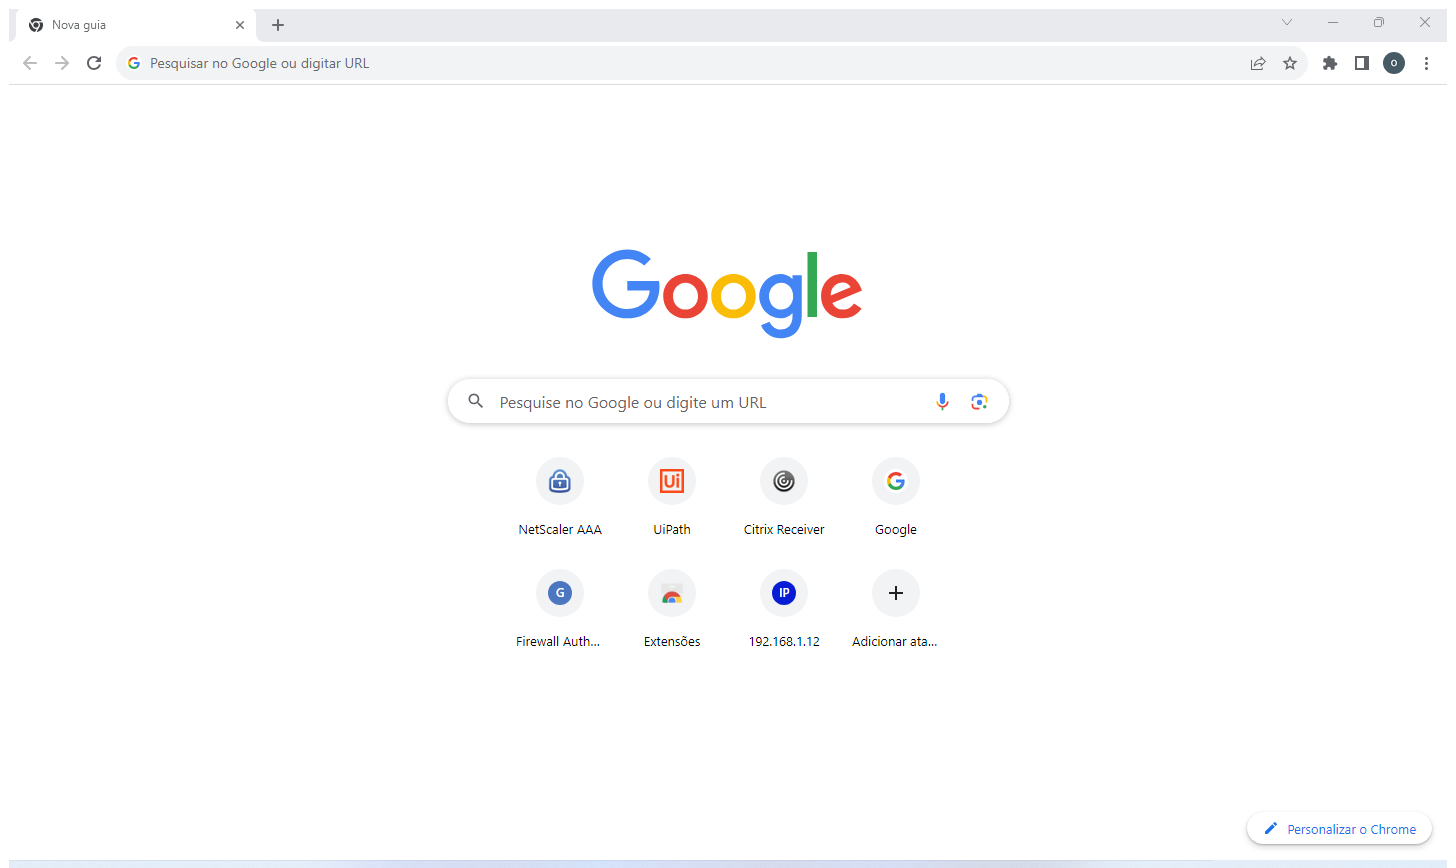 Nova guia
Pesquisar no Google ou digitar URL
O
Google
Pesquise no Google ou digite um URL
Ui
G
NetScaler AAA
UiPath
Citrix Receiver
Google
G
IP
Firewall Auth...
Extensões
192.168.1.12
Adicionar ata...
Personalizar o Chrome